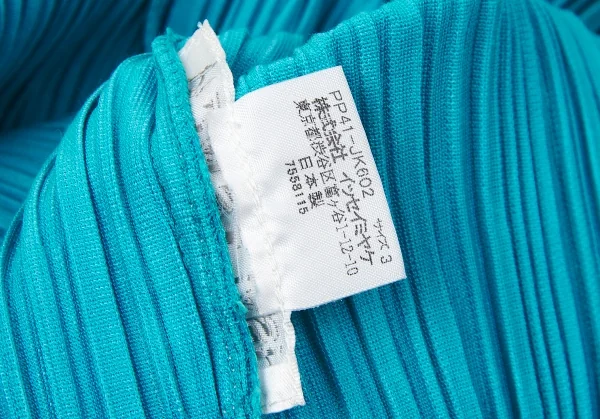 PP41-JK602 サイズ 3
株式会社 イッセイミヤケ
東京都渋谷区富ヶ谷1-12-10
日本製
7558115